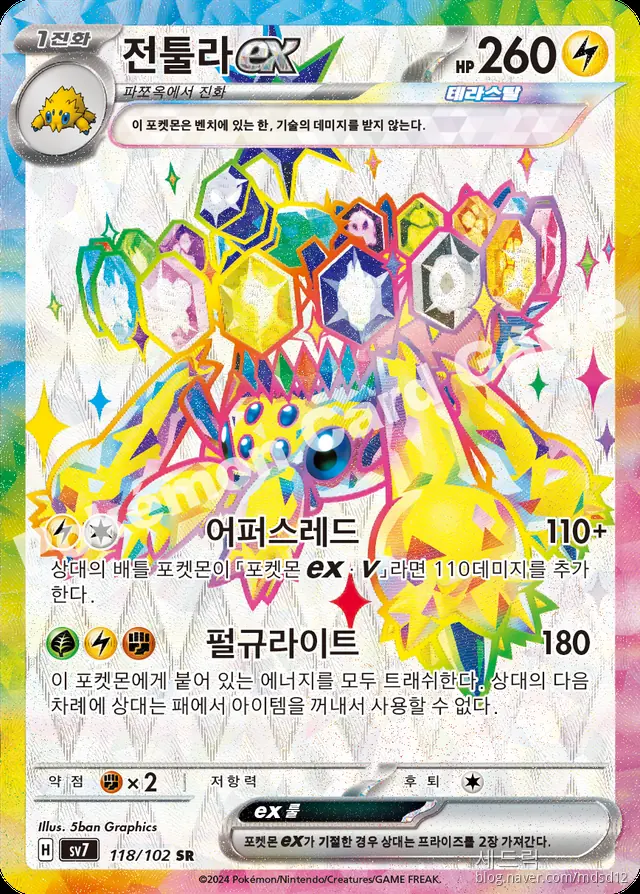 1진화
전툴라ex
HP 260
파쪼옥에서 진화
테라스탈
이 포켓몬은 벤치에 있는 한, 기술의 데미지를 받지 않는다.
Pokémon Card Game
어퍼스레드 110+
상대의 배틀 포켓몬이 「포켓몬 ex · V」라면 110데미지를 추가
한다.
펄규라이트 180
이 포켓몬에게 붙어 있는 에너지를 모두 트래쉬한다. 상대의 다음
차례에 상대는 패에서 아이템을 꺼내서 사용할 수 없다.
약점 ×2 저항력 후퇴
ex 룰
포켓몬 ex가 기절한 경우 상대는 프라이즈를 2장 가져간다.
Illus. 5ban Graphics
H sv7 118/102 SR
©2024 Pokémon/Nintendo/Creatures/GAME FREAK.
세드릭
blog.naver.com/mdsd12